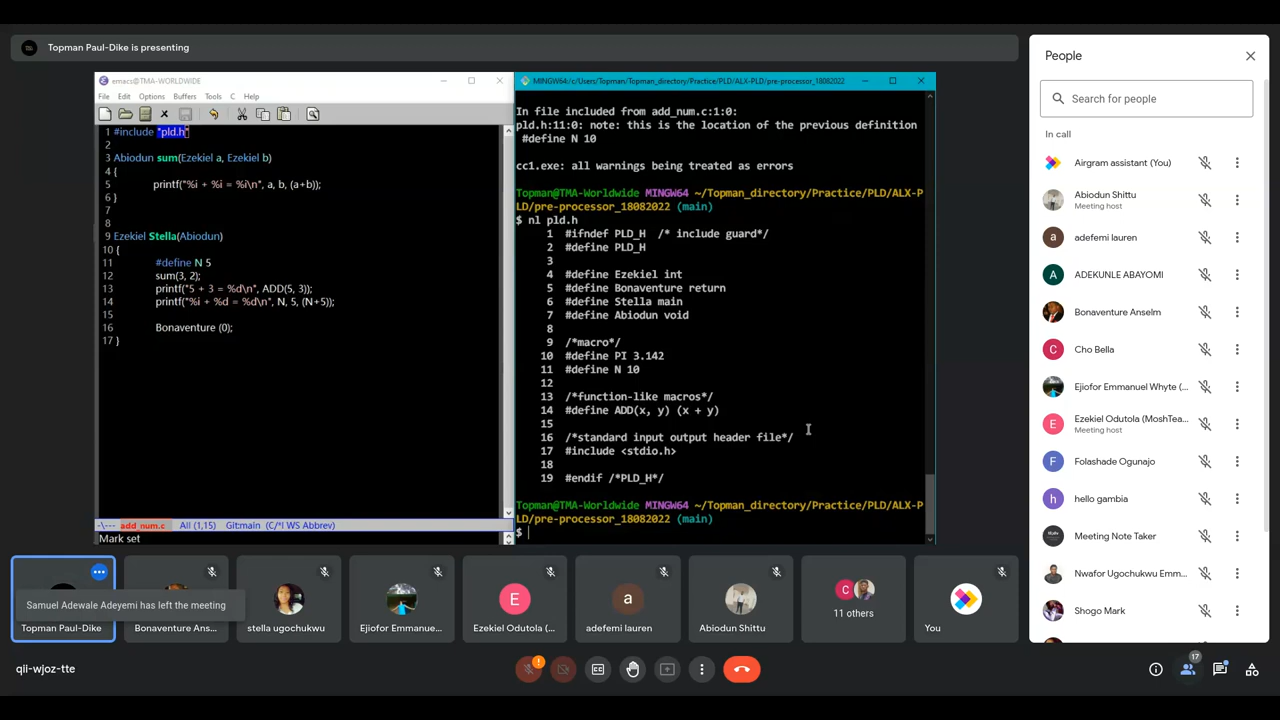 Topman Paul-Dike is presenting
emacs@TMA-WORLDWIDE
File Edit Options Buffers Tools C Help
1 #include "pld.h"
2
3 Abiodun sum(Ezekiel a, Ezekiel b)
4 {
5 printf("%i + %i = %i\n", a, b, (a+b));
6 }
7
8
9 Ezekiel Stella(Abiodun)
10 {
11 #define N 5
12 sum(3, 2);
13 printf("5 + 3 = %d\n", ADD(5, 3));
14 printf("%i + %d = %d\n", N, 5, (N+5));
15
16 Bonaventure (0);
17 }
-\--- add_num.c All (1,15) Gitmain (C/*l WS Abbrev)
Mark set
MINGW64:/c/Users/Topman/Topman_directory/Practice/PLD/ALX-PLD/pre-processor_18082022
In file included from add_num.c:1:0:
pld.h:11:0: note: this is the location of the previous definition
#define N 10
cc1.exe: all warnings being treated as errors
Topman@TMA-Worldwide MINGW64 ~/Topman_directory/Practice/PLD/ALX-P
LD/pre-processor_18082022 (main)
$ nl pld.h
1 #ifndef PLD_H /* include guard*/
2 #define PLD_H
3
4 #define Ezekiel int
5 #define Bonaventure return
6 #define Stella main
7 #define Abiodun void
8
9 /*macro*/
10 #define PI 3.142
11 #define N 10
12
13 /*function-like macros*/
14 #define ADD(x, y) (x + y)
15
16 /*standard input output header file*/
17 #include <stdio.h>
18
19 #endif /*PLD_H*/
Topman@TMA-Worldwide MINGW64 ~/Topman_directory/Practice/PLD/ALX-P
LD/pre-processor_18082022 (main)
$
People
Search for people
In call
Airgram assistant (You)
Abiodun Shittu
Meeting host
a
adefemi lauren
A
ADEKUNLE ABAYOMI
Bonaventure Anselm
C
Cho Bella
Ejiofor Emmanuel Whyte (...
E
Ezekiel Odutola (MoshTea...
Meeting host
F
Folashade Ogunajo
h
hello gambia
Meeting Note Taker
Nwafor Ugochukwu Emm...
Shogo Mark
Samuel Adewale Adeyemi has left the meeting
Topman Paul-Dike
Bonaventure Ans...
stella ugochukwu
Ejiofor Emmanue...
E
Ezekiel Odutola (...
a
adefemi lauren
Abiodun Shittu
C
11 others
You
qii-wjoz-tte
17